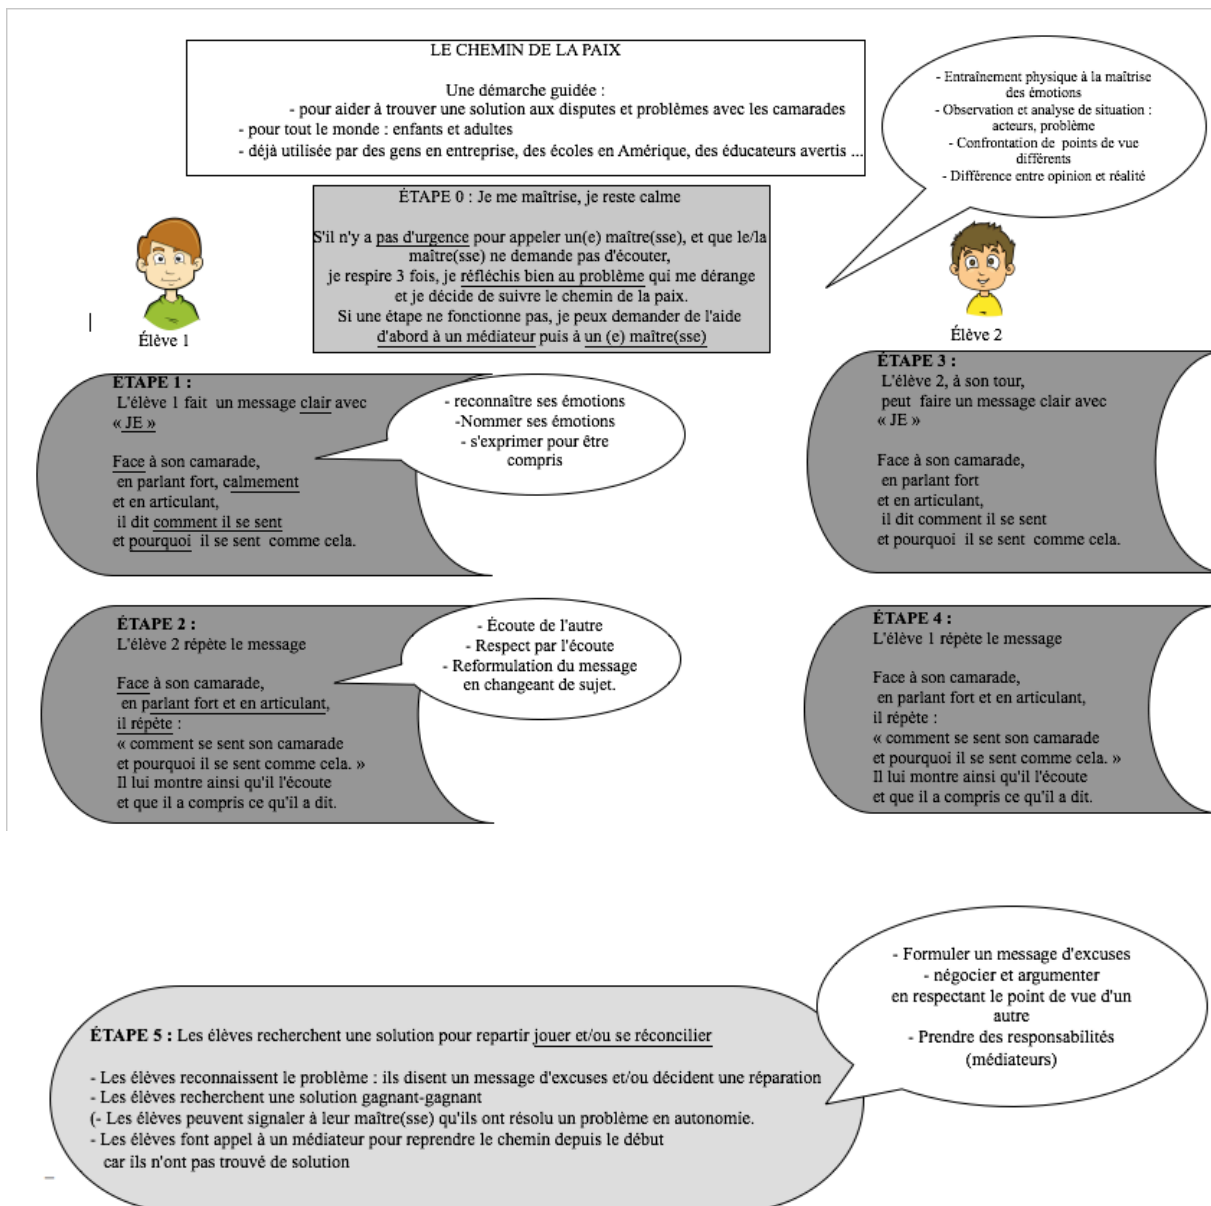 LE CHEMIN DE LA PAIX
Une démarche guidée :
- pour aider à trouver une solution aux disputes et problèmes avec les camarades
- pour tout le monde : enfants et adultes
- déjà utilisée par des gens en entreprise, des écoles en Amérique, des éducateurs avertis ...
- Entraînement physique à la maîtrise
des émotions
- Observation et analyse de situation :
acteurs, problème
- Confrontation de points de vue
différents
- Différence entre opinion et réalité
ÉTAPE 0 : Je me maîtrise, je reste calme
S'il n'y a pas d'urgence pour appeler un(e) maître(sse), et que le/la
maître(sse) ne demande pas d'écouter,
je respire 3 fois, je réfléchis bien au problème qui me dérange
et je décide de suivre le chemin de la paix.
Si une étape ne fonctionne pas, je peux demander de l'aide
d'abord à un médiateur puis à un (e) maître(sse)
Élève 1
Élève 2
ÉTAPE 1 :
L'élève 1 fait un message clair avec
« JE »
Face à son camarade,
en parlant fort, calmement
et en articulant,
il dit comment il se sent
et pourquoi il se sent comme cela.
- reconnaître ses émotions
-Nommer ses émotions
- s'exprimer pour être
compris
ÉTAPE 3 :
L'élève 2, à son tour,
peut faire un message clair avec
« JE »
Face à son camarade,
en parlant fort
et en articulant,
il dit comment il se sent
et pourquoi il se sent comme cela.
ÉTAPE 2 :
L'élève 2 répète le message
Face à son camarade,
en parlant fort et en articulant,
il répète :
« comment se sent son camarade
et pourquoi il se sent comme cela. »
Il lui montre ainsi qu'il l'écoute
et que il a compris ce qu'il a dit.
- Écoute de l'autre
- Respect par l'écoute
- Reformulation du message
en changeant de sujet.
ÉTAPE 4 :
L'élève 1 répète le message
Face à son camarade,
en parlant fort et en articulant,
il répète :
« comment se sent son camarade
et pourquoi il se sent comme cela. »
Il lui montre ainsi qu'il l'écoute
et que il a compris ce qu'il a dit.
- Formuler un message d'excuses
- négocier et argumenter
en respectant le point de vue d'un
autre
- Prendre des responsabilités
(médiateurs)
ÉTAPE 5 : Les élèves recherchent une solution pour repartir jouer et/ou se réconcilier
- Les élèves reconnaissent le problème : ils disent un message d'excuses et/ou décident une réparation
- Les élèves recherchent une solution gagnant-gagnant
(- Les élèves peuvent signaler à leur maître(sse) qu'ils ont résolu un problème en autonomie.
- Les élèves font appel à un médiateur pour reprendre le chemin depuis le début
car ils n'ont pas trouvé de solution